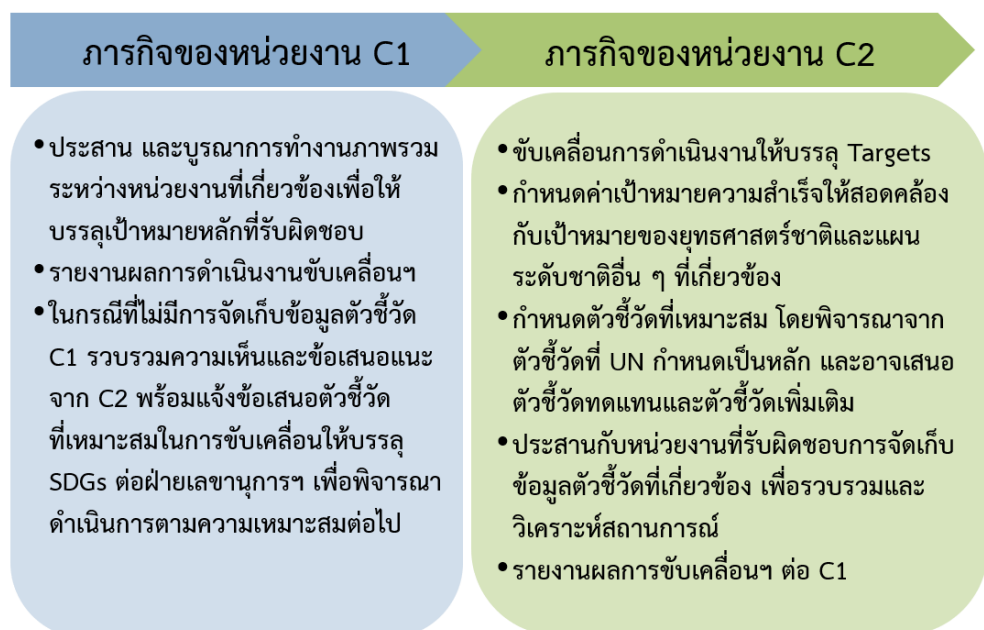 ภารกิจของหน่วยงาน C1
• ประสาน และบูรณาการทำงานภาพรวม
ระหว่างหน่วยงานที่เกี่ยวข้องเพื่อให้
บรรลุเป้าหมายหลักที่รับผิดชอบ
• รายงานผลการดำเนินงานขับเคลื่อนฯ
• ในกรณีที่ไม่มีการจัดเก็บข้อมูลตัวชี้วัด
C1 รวบรวมความเห็นและข้อเสนอแนะ
จาก C2 พร้อมแจ้งข้อเสนอตัวชี้วัด
ที่เหมาะสมในการขับเคลื่อนให้บรรลุ
SDGs ต่อฝ่ายเลขานุการฯ เพื่อพิจารณา
ดำเนินการตามความเหมาะสมต่อไป
ภารกิจของหน่วยงาน C2
• ขับเคลื่อนการดำเนินงานให้บรรลุ Targets
• กำหนดค่าเป้าหมายความสำเร็จให้สอดคล้อง
กับเป้าหมายของยุทธศาสตร์ชาติและแผน
ระดับชาติอื่น ๆ ที่เกี่ยวข้อง
• กำหนดตัวชี้วัดที่เหมาะสม โดยพิจารณาจาก
ตัวชี้วัดที่ UN กำหนดเป็นหลัก และอาจเสนอ
ตัวชี้วัดทดแทนและตัวชี้วัดเพิ่มเติม
• ประสานกับหน่วยงานที่รับผิดชอบการจัดเก็บ
ข้อมูลตัวชี้วัดที่เกี่ยวข้อง เพื่อรวบรวมและ
วิเคราะห์สถานการณ์
• รายงานผลการขับเคลื่อนฯ ต่อ C1